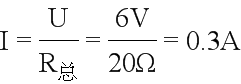 I = U/R总 = 6V/20Ω = 0.3A